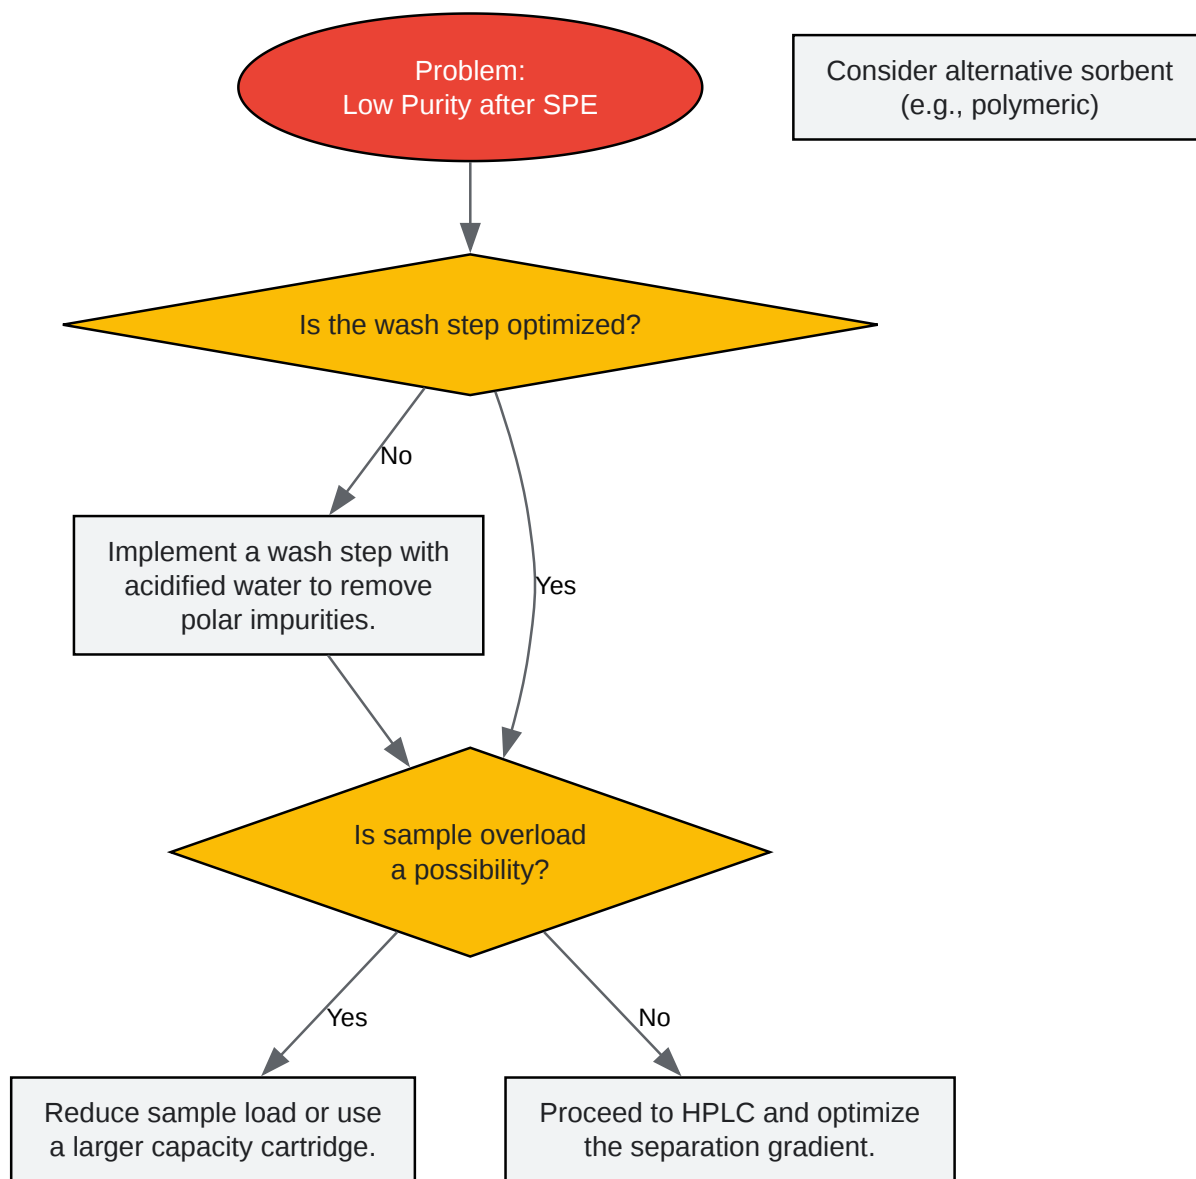 Problem:
Low Purity after SPE
Consider alternative sorbent
(e.g., polymeric)
Is the wash step optimized?
No
Implement a wash step with
acidified water to remove
polar impurities.
Yes
Is sample overload
a possibility?
Yes
No
Reduce sample load or use
a larger capacity cartridge.
Proceed to HPLC and optimize
the separation gradient.